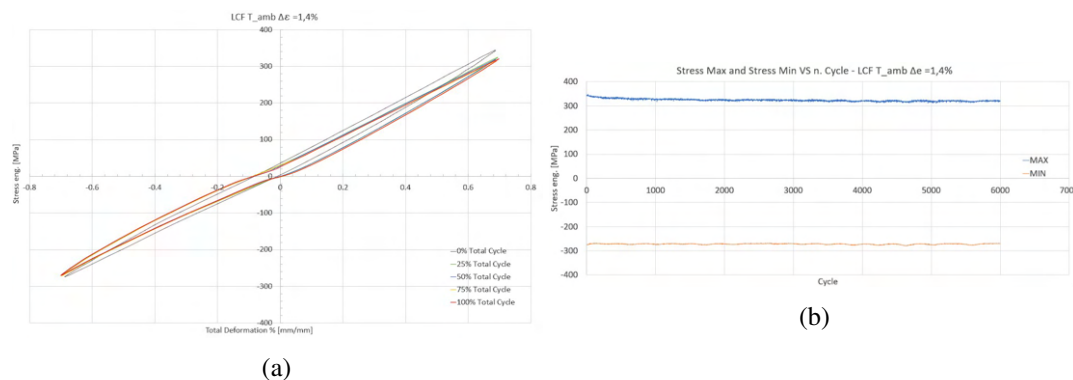 LCF T_amb Δε =1,4%
400
300
200
100
0
-0.8 -0.6 -0.4 -0.2 0 0,2 0,4 0,6 0.8
-100
-200
-300
-400
Stress eng. [MPa]
0% Total Cycle
25% Total Cycle
50% Total Cycle
75% Total Cycle
100% Total Cycle
Total Deformation % [mm/mm]
(a)
Stress Max and Stress Min VS n. Cycle - LCF T_amb Δe =1,4%
400
300
200
100
0
-100
-200
-300
-400
0 1000 2000 3000 4000 5000 6000 700
Stress eng. [MPa]
MAX
MIN
Cycle
(b)